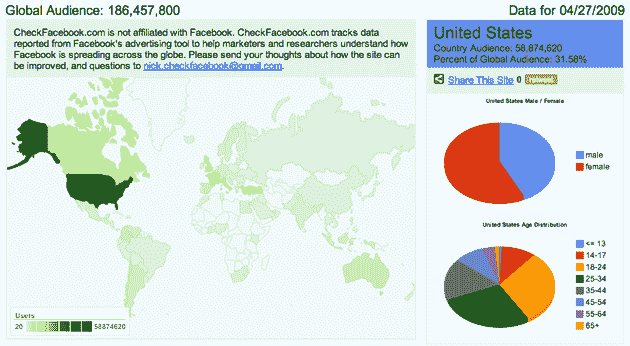 Global Audience: 186,457,800
Data for 04/27/2009
CheckFacebook.com is not affiliated with Facebook. CheckFacebook.com tracks data
reported from Facebook's advertising tool to help marketers and researchers understand how
Facebook is spreading across the globe. Please send your thoughts about how the site can
be improved, and questions to nick.checkfacebook@gmail.com.
United States
Country Audience: 58,874,620
Percent of Global Audience: 31.58%
Share This Site 0
United States Male / Female
male
female
United States Age Distribution
<= 13
14-17
18-24
25-34
35-44
45-54
55-64
65+
Users
20
58874620